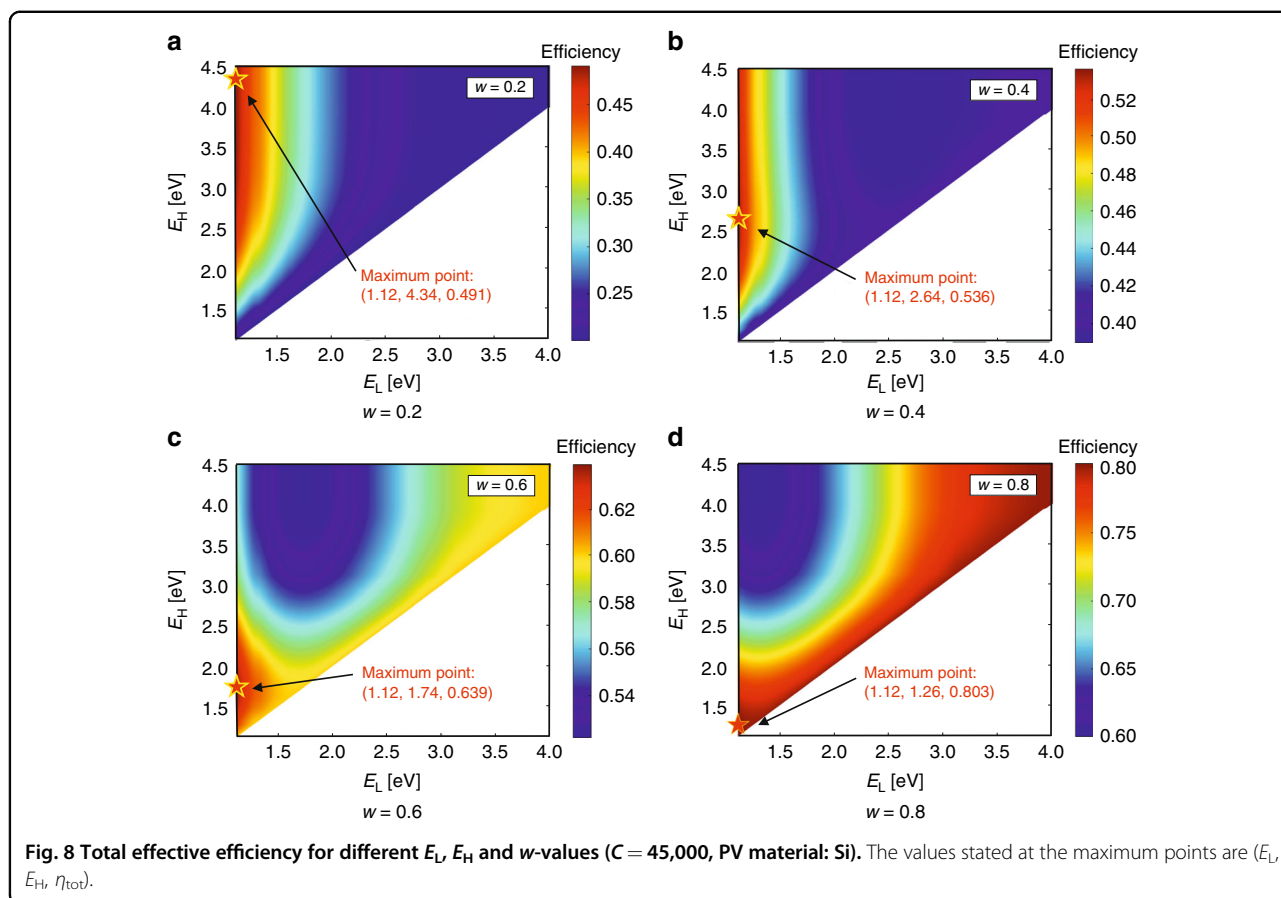 a
Efficiency
4.5
4.0
3.5
3.0
2.5
2.0
1.5
E_H [eV]
w = 0.2
Maximum point:
(1.12, 4.34, 0.491)
1.5 2.0 2.5 3.0 3.5 4.0
E_L [eV]
w = 0.2
0.45
0.40
0.35
0.30
0.25
b
Efficiency
4.5
4.0
3.5
3.0
2.5
2.0
1.5
E_H [eV]
w = 0.4
Maximum point:
(1.12, 2.64, 0.536)
1.5 2.0 2.5 3.0 3.5 4.0
E_L [eV]
w = 0.4
0.52
0.50
0.48
0.46
0.44
0.42
0.40
c
Efficiency
4.5
4.0
3.5
3.0
2.5
2.0
1.5
E_H [eV]
w = 0.6
Maximum point:
(1.12, 1.74, 0.639)
1.5 2.0 2.5 3.0 3.5 4.0
E_L [eV]
w = 0.6
0.62
0.60
0.58
0.56
0.54
d
Efficiency
4.5
4.0
3.5
3.0
2.5
2.0
1.5
E_H [eV]
w = 0.8
Maximum point:
(1.12, 1.26, 0.803)
1.5 2.0 2.5 3.0 3.5 4.0
E_L [eV]
w = 0.8
0.80
0.75
0.70
0.65
0.60
Fig. 8 Total effective efficiency for different E_L, E_H and w-values (C = 45,000, PV material: Si). The values stated at the maximum points are (E_L,
E_H, η_tot).